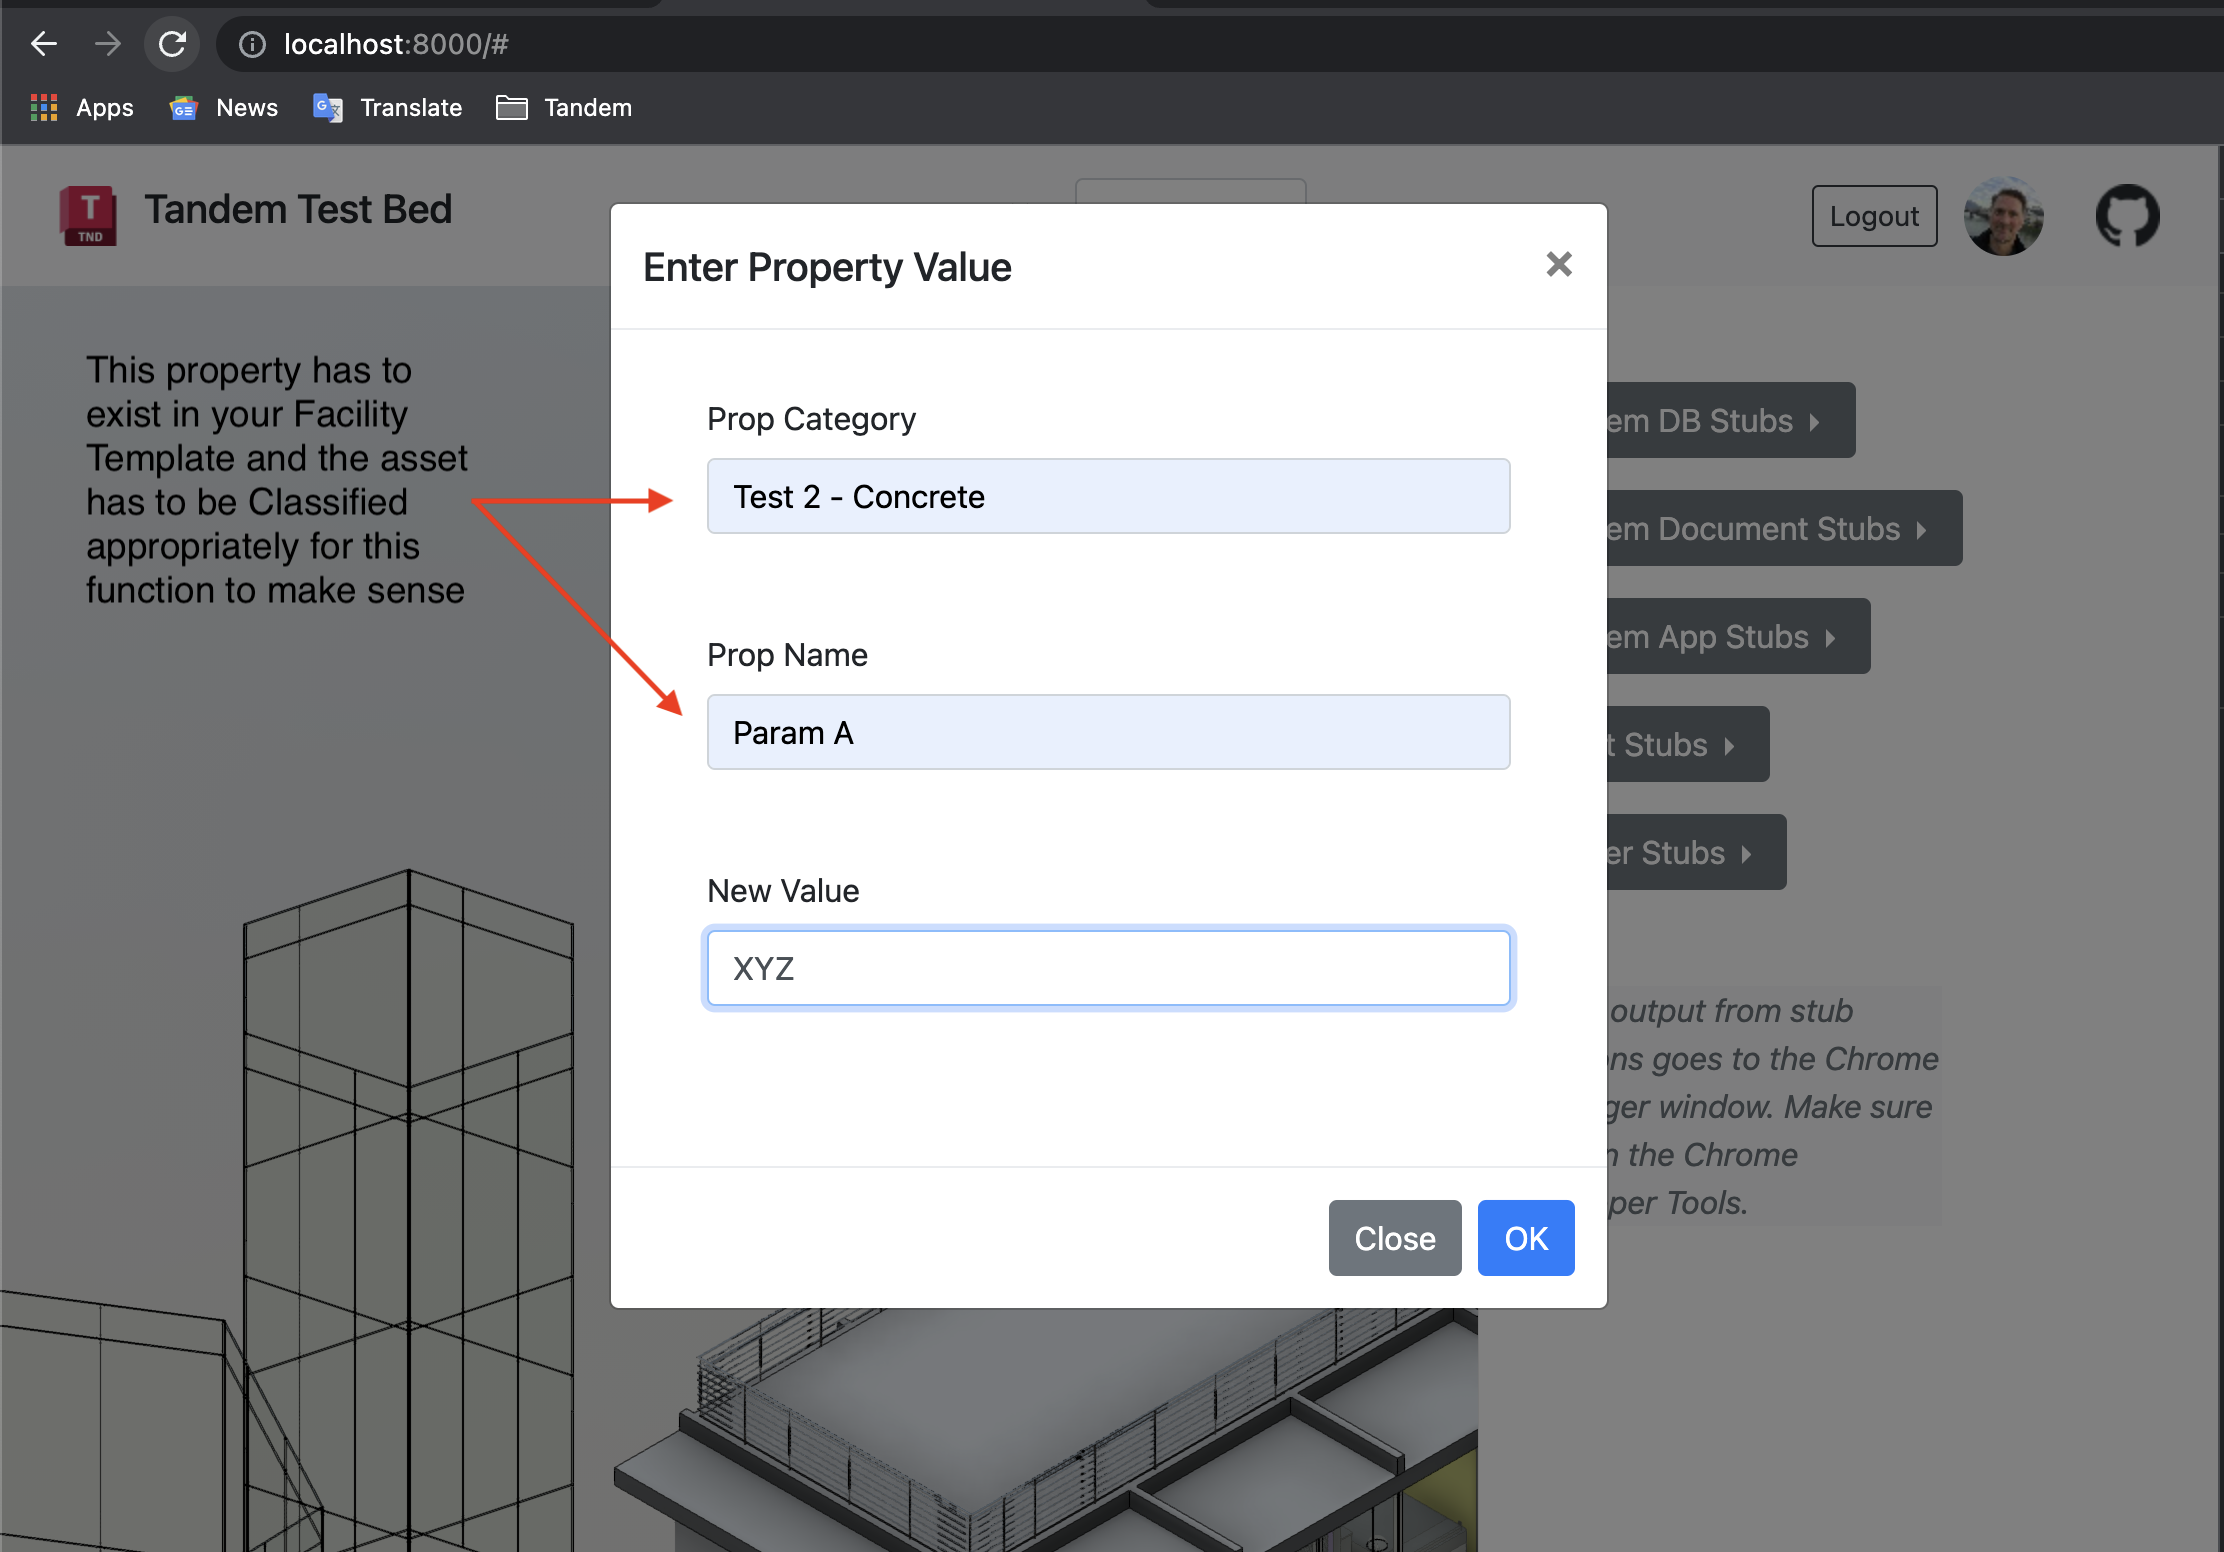 localhost:8000/#
Apps
News
Translate
Tandem
T
TND
Tandem Test Bed
Logout
This property has to
exist in your Facility
Template and the asset
has to be Classified
appropriately for this
function to make sense
Enter Property Value
Prop Category
Test 2 - Concrete
Prop Name
Param A
New Value
XYZ
Close
OK
em DB Stubs
em Document Stubs
em App Stubs
t Stubs
er Stubs
output from stub
ns goes to the Chrome
ger window. Make sure
n the Chrome
per Tools.